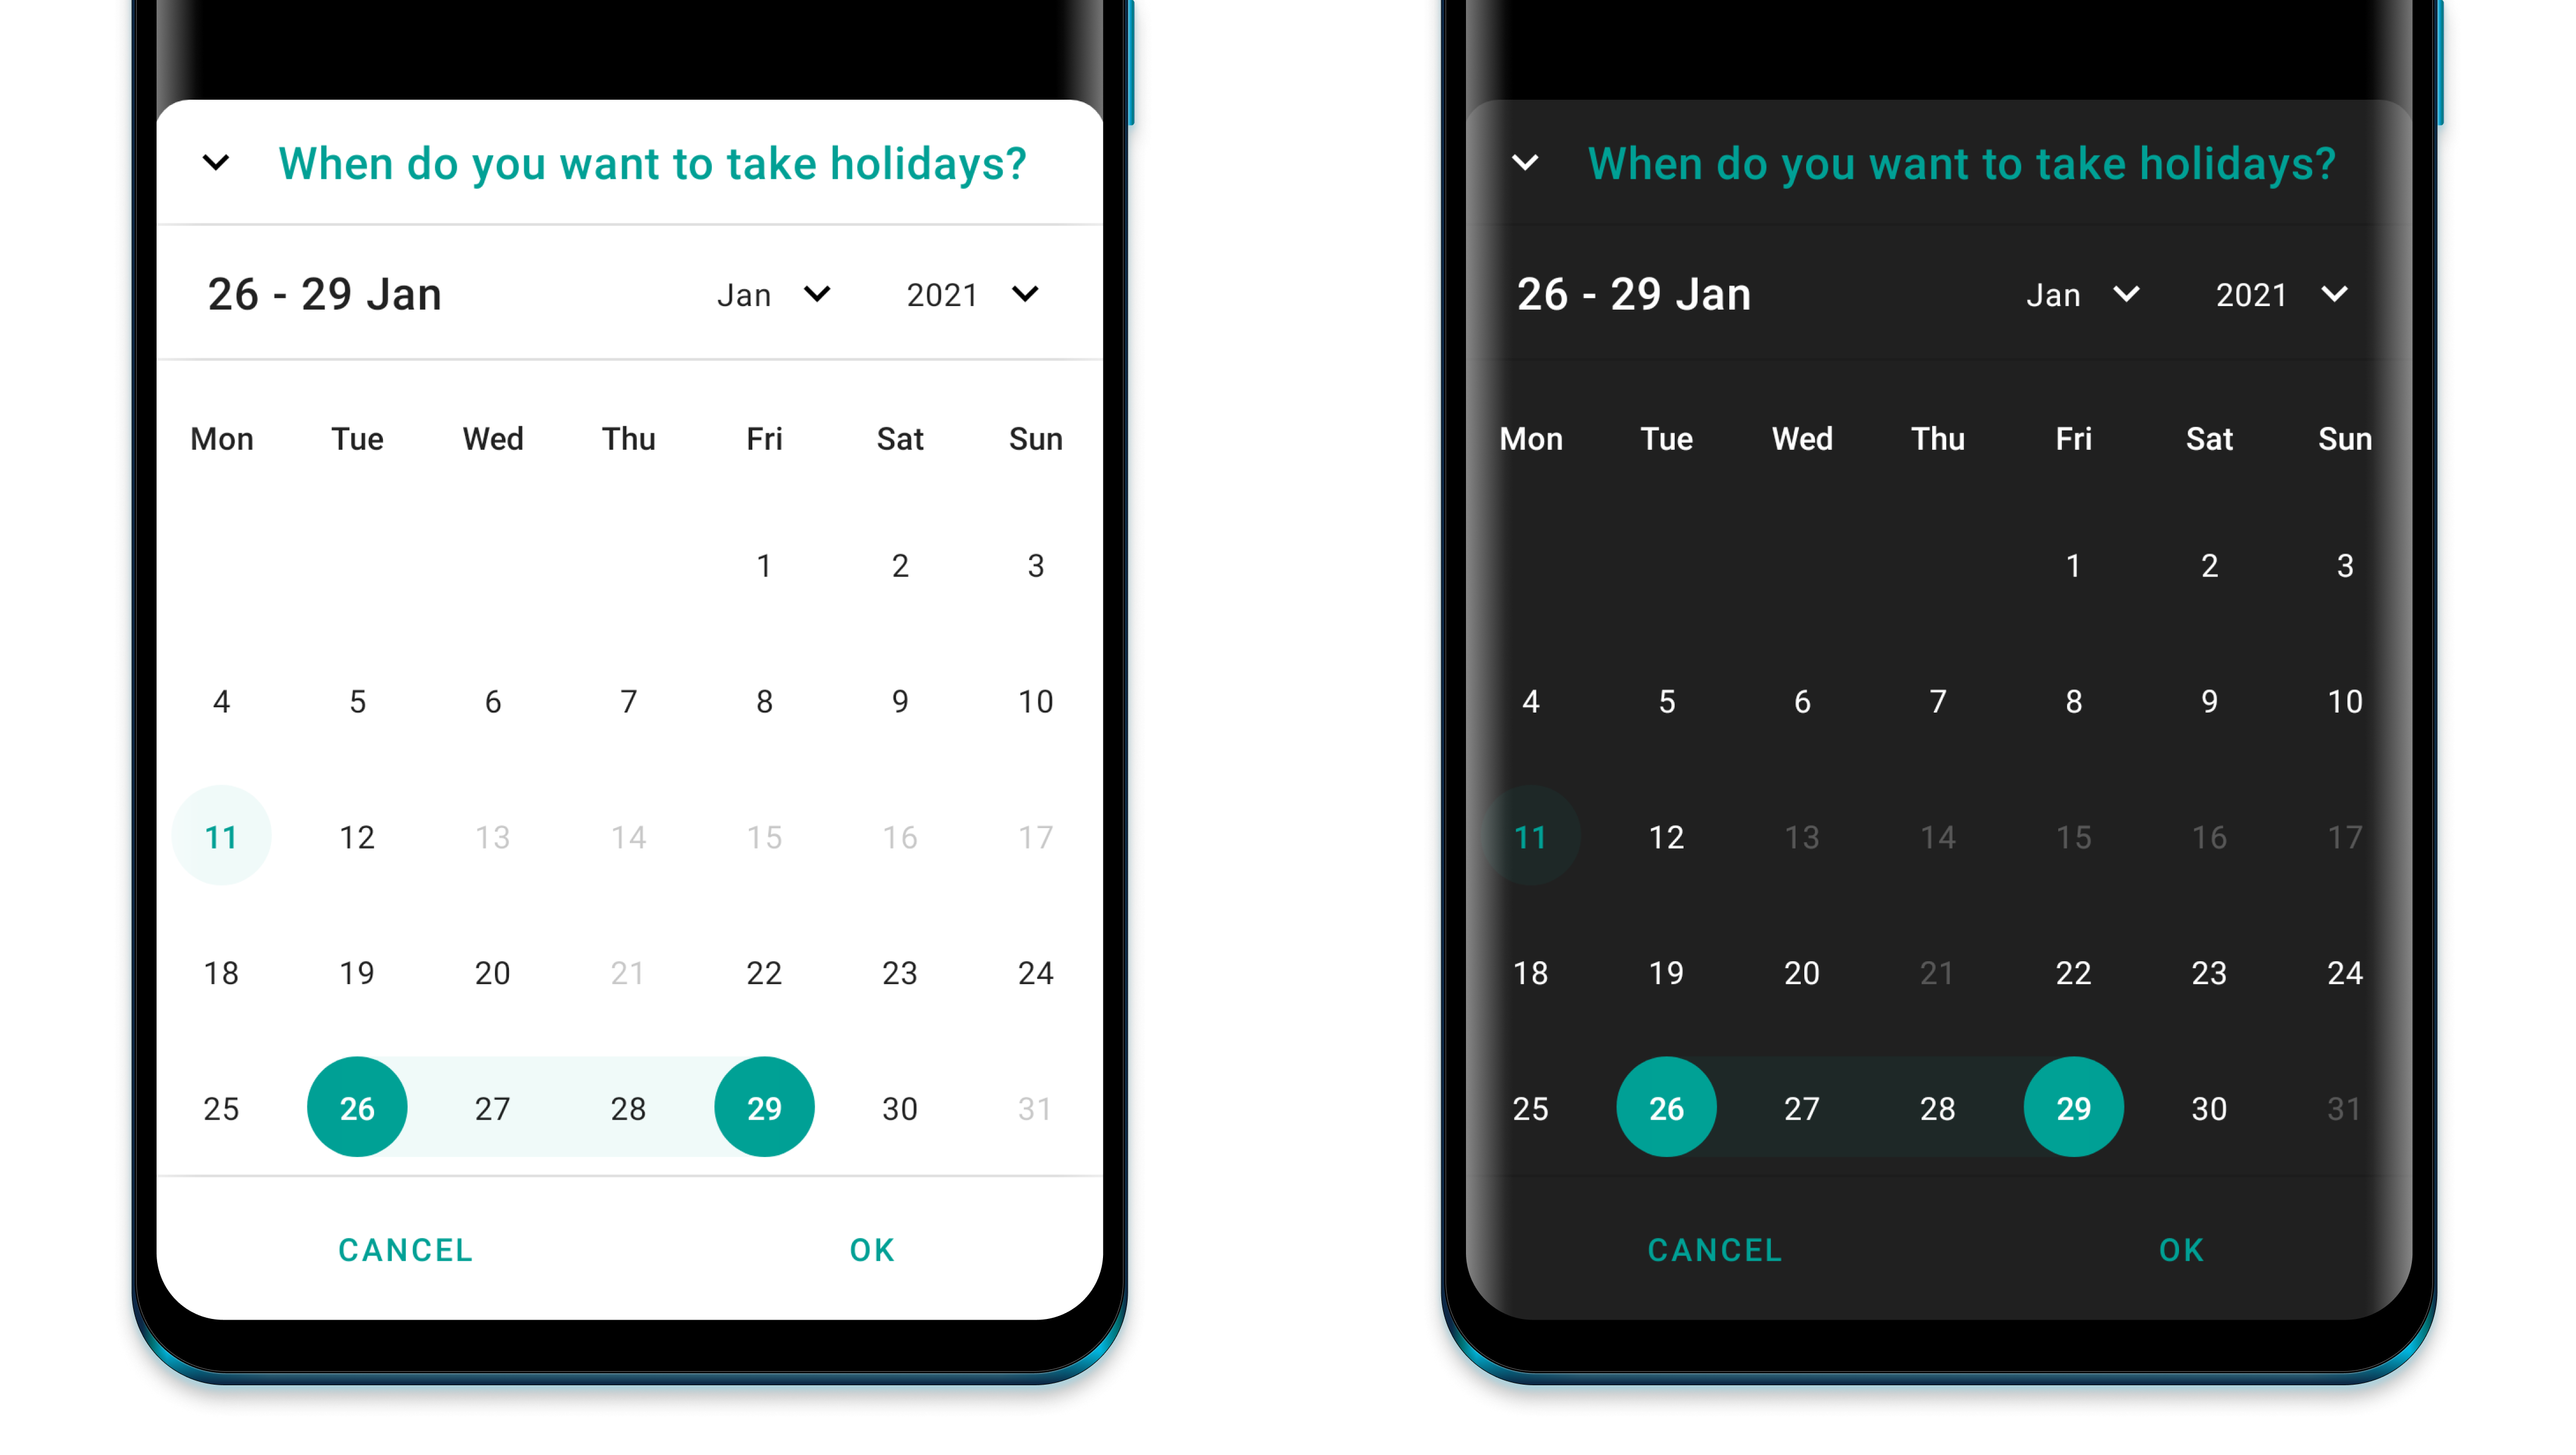 When do you want to take holidays?
26 - 29 Jan Jan 2021
Mon Tue Wed Thu Fri Sat Sun
1 2 3
4 5 6 7 8 9 10
11 12 13 14 15 16 17
18 19 20 21 22 23 24
25 26 27 28 29 30 31
CANCEL OK
When do you want to take holidays?
26 - 29 Jan Jan 2021
Mon Tue Wed Thu Fri Sat Sun
1 2 3
4 5 6 7 8 9 10
11 12 13 14 15 16 17
18 19 20 21 22 23 24
25 26 27 28 29 30 31
CANCEL OK